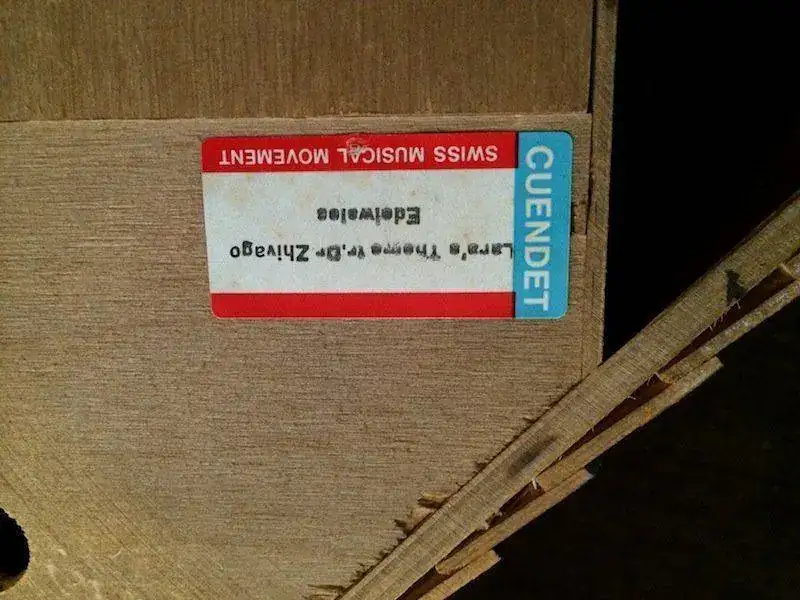 CUENDET
Lara's Theme fr.Dr Zhivago
Edelweiss
SWISS MUSICAL MOVEMENT